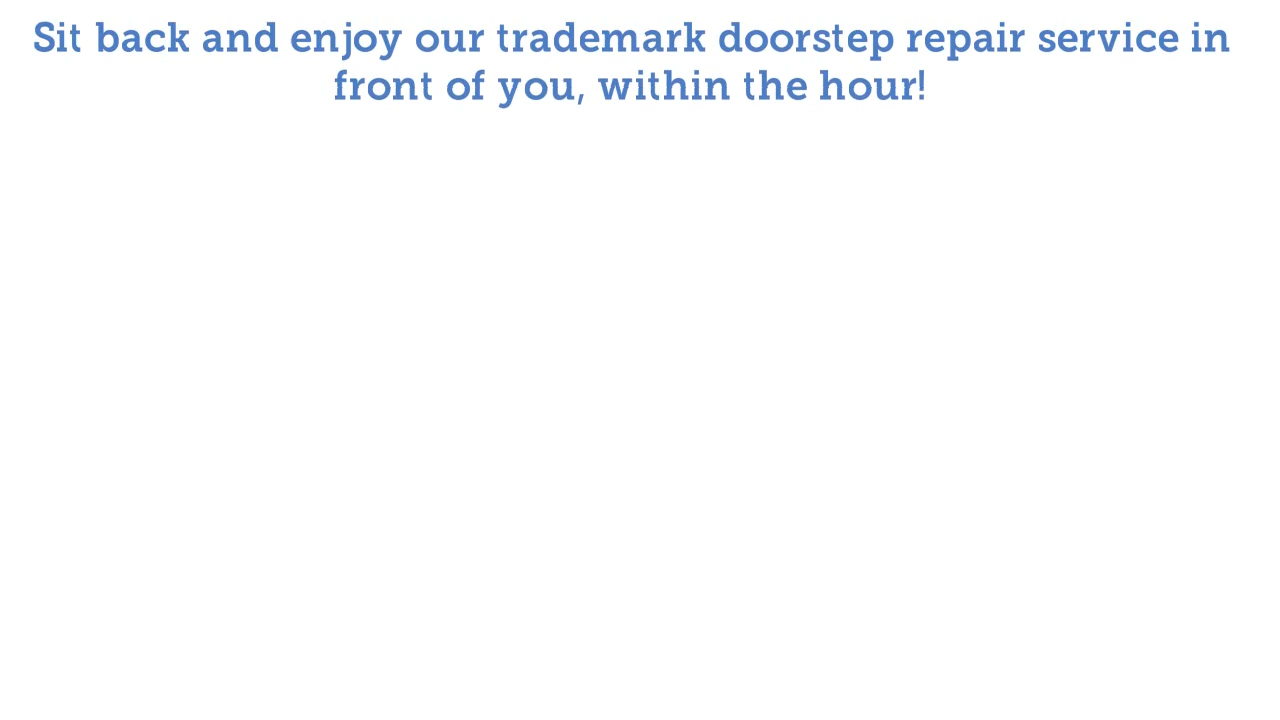 Sit back and enjoy our trademark doorstep repair service in
front of you, within the hour!